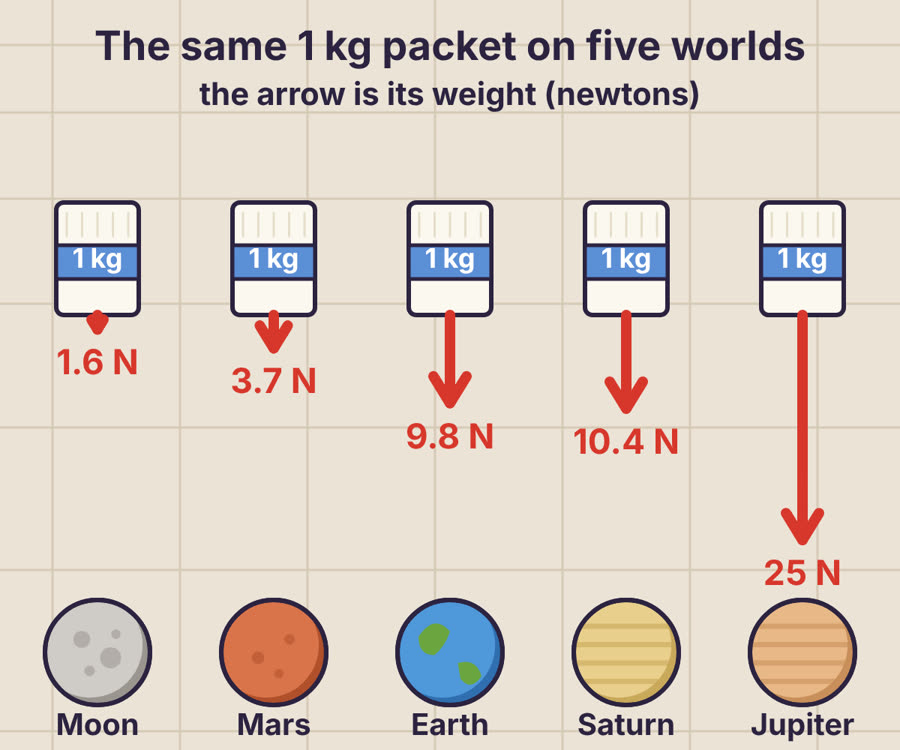 The same 1 kg packet on five worlds
the arrow is its weight (newtons)
1 kg
1 kg
1 kg
1 kg
1 kg
1.6 N
3.7 N
9.8 N
10.4 N
25 N
Moon
Mars
Earth
Saturn
Jupiter